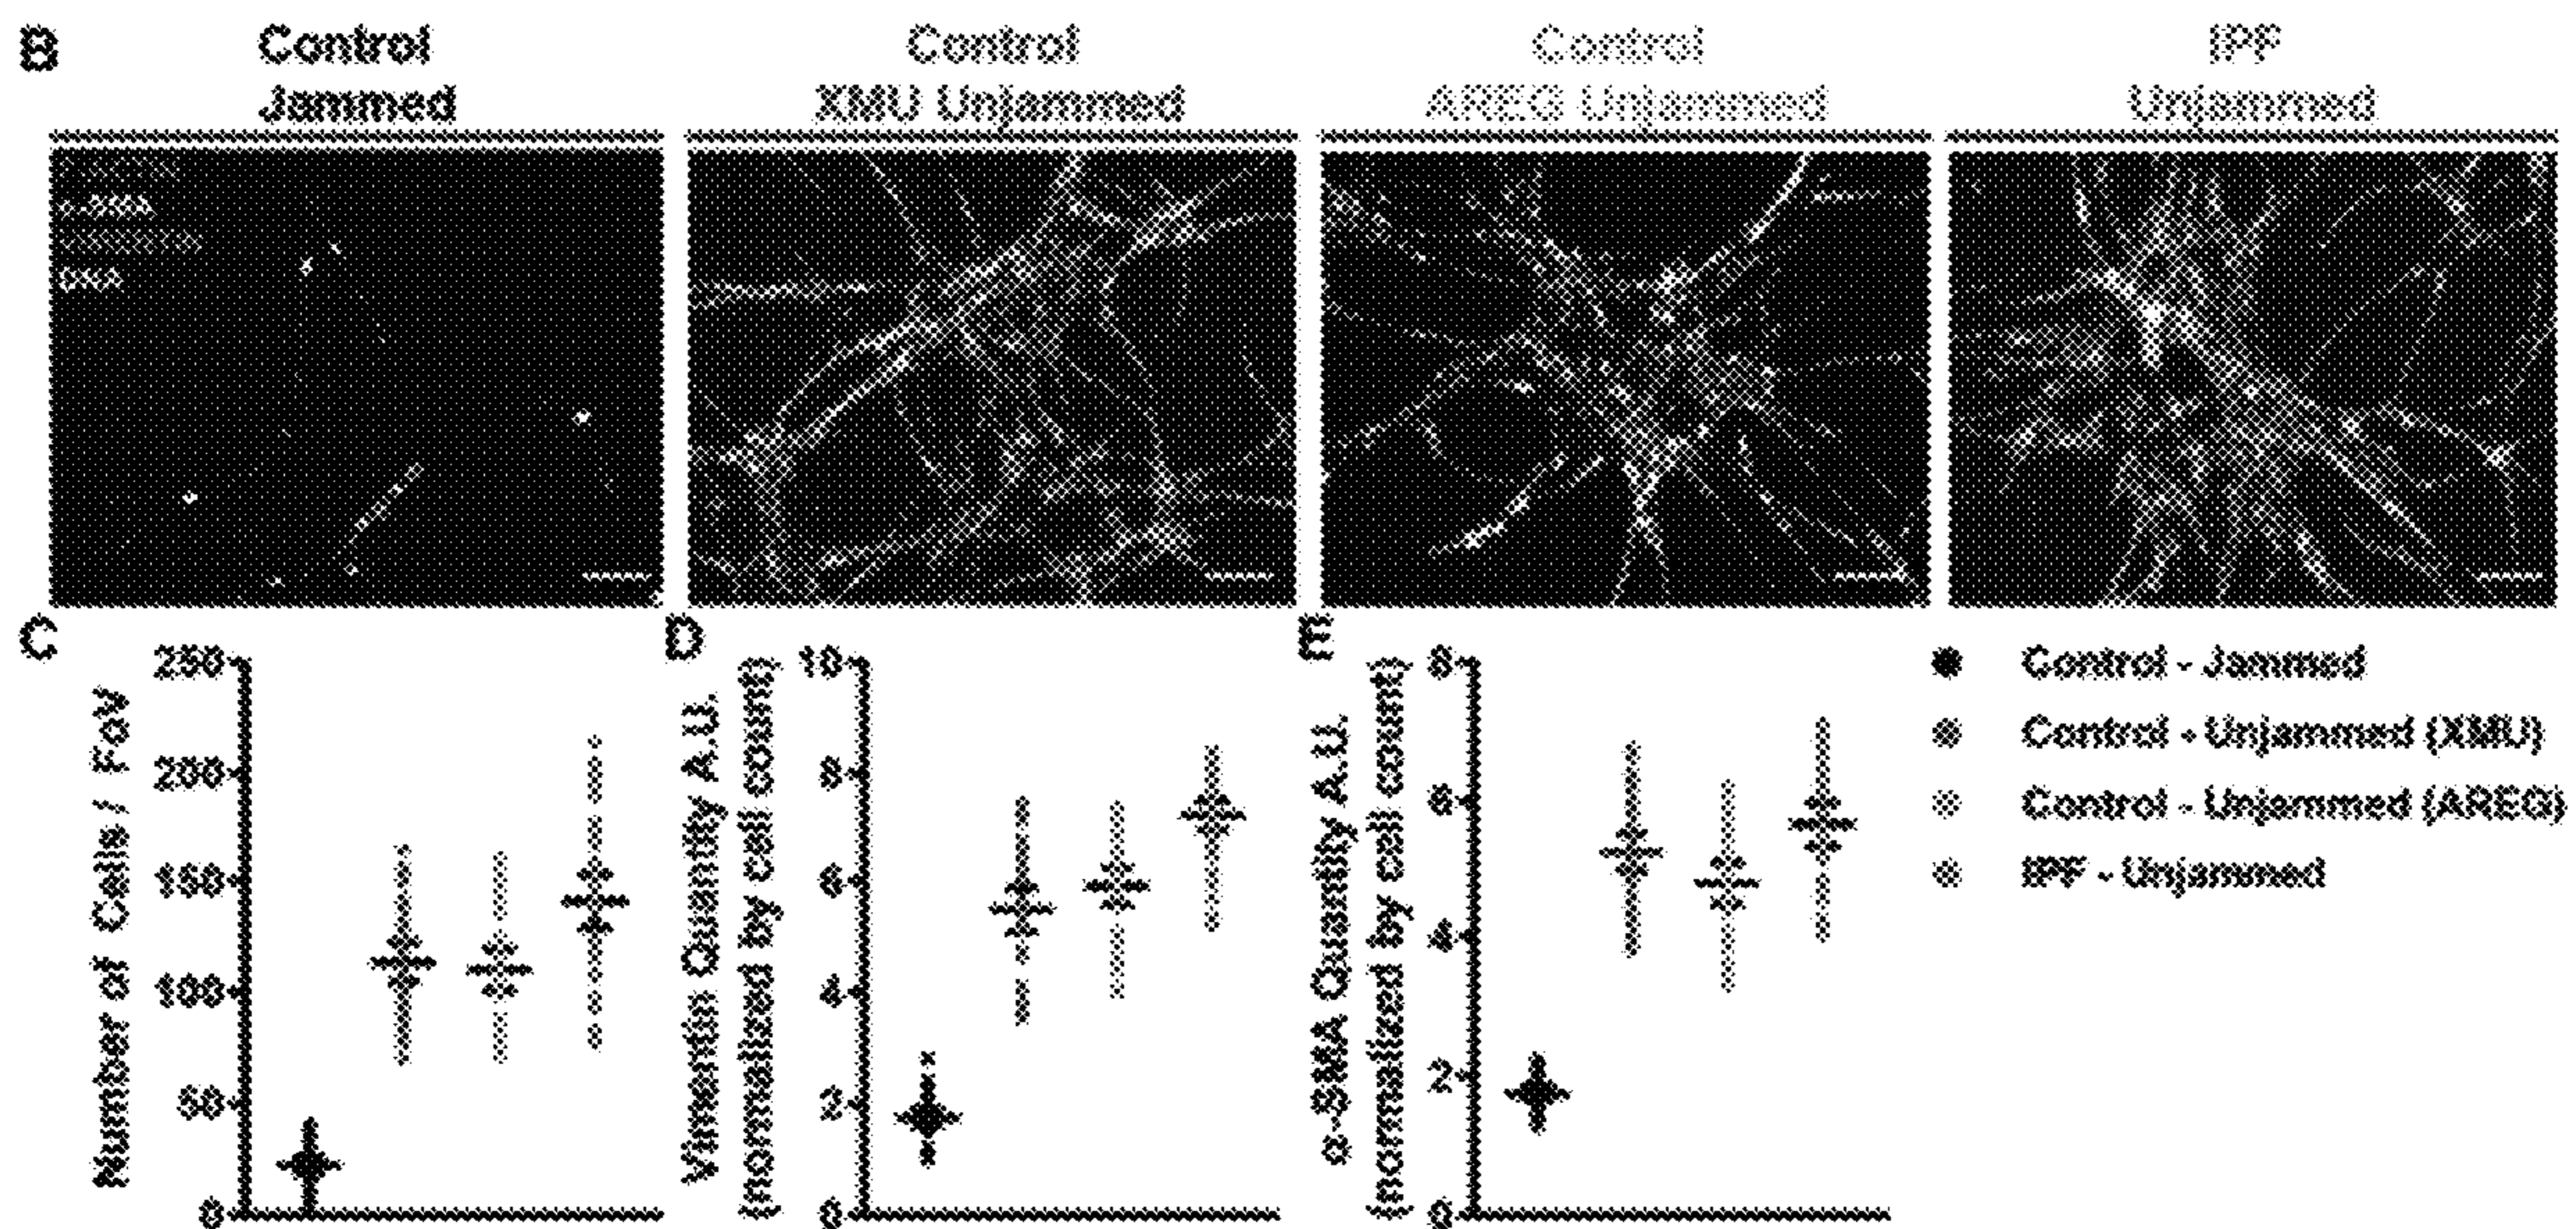 B
Control
Jammed
Control
XMU Unjammed
Control
AREG Unjammed
IPF
Unjammed
α-SMA
DNA
C
Number of Cells / FoV
250
200
150
100
50
0
D
Vimentin Quantity A.U.
(normalized by cell count)
10
8
6
4
2
0
E
α-SMA Quantity A.U.
(normalized by cell count)
8
6
4
2
0
Control - Jammed
Control - Unjammed (XMU)
Control - Unjammed (AREG)
IPF - Unjammed